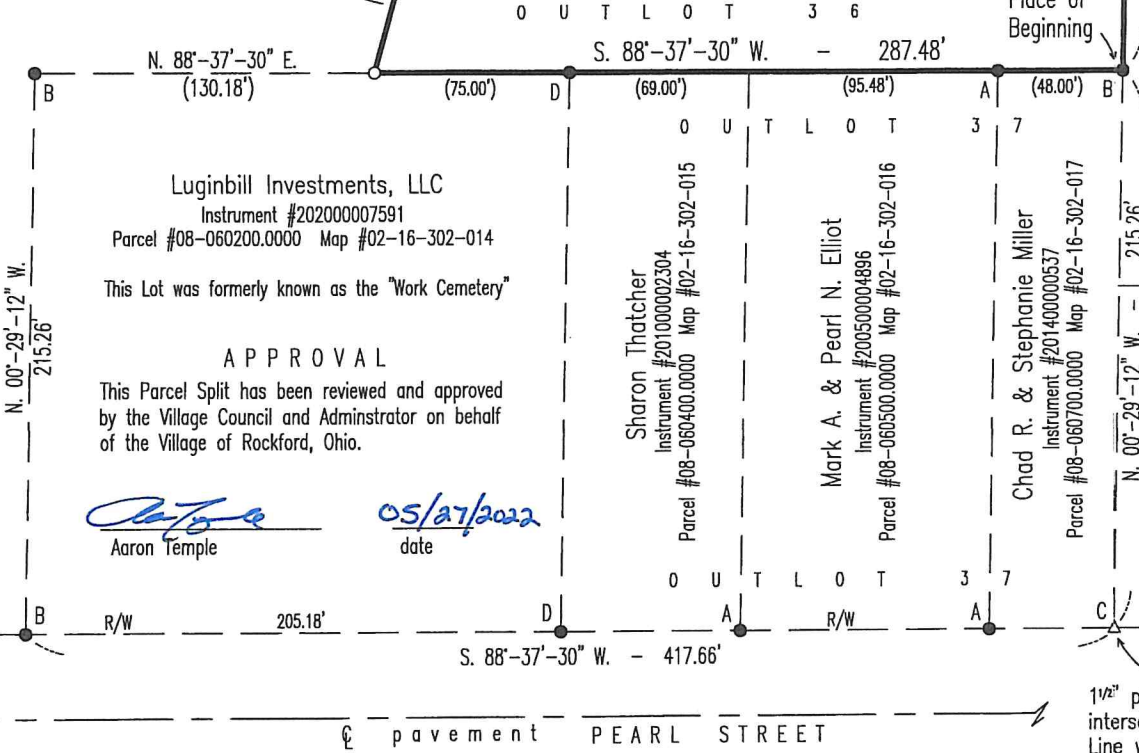 O U T L O T 3 6
Place of
Beginning
N. 88°-37'-30" E.
S. 88°-37'-30" W. - 287.48'
(130.18')
(75.00')
(69.00')
(95.48')
(48.00')
B
D
A
B
O U T L O T 3 7
Luginbill Investments, LLC
Instrument #202000007591
Parcel #08-060200.0000 Map #02-16-302-014
This Lot was formerly known as the "Work Cemetery"
N. 00°-29'-12" W.
215.26'
A P P R O V A L
This Parcel Split has been reviewed and approved
by the Village Council and Adminstrator on behalf
of the Village of Rockford, Ohio.
05/27/2022
Aaron Temple
date
Sharon Thatcher
Instrument #201000002304
Parcel #08-060400.0000 Map #02-16-302-015
Mark A. & Pearl N. Elliot
Instrument #200500004896
Parcel #08-060500.0000 Map #02-16-302-016
Chad R. & Stephanie Miller
Instrument #201400000537
Parcel #08-060700.0000 Map #02-16-302-017
N. 00°-29'-12" W. - 215.26'
O U T L O T 3 7
B
R/W
205.18'
D
A
R/W
A
C
S. 88°-37'-30" W. - 417.66'
1 1/2" p
interse
Line
℄ pavement PEARL STREET